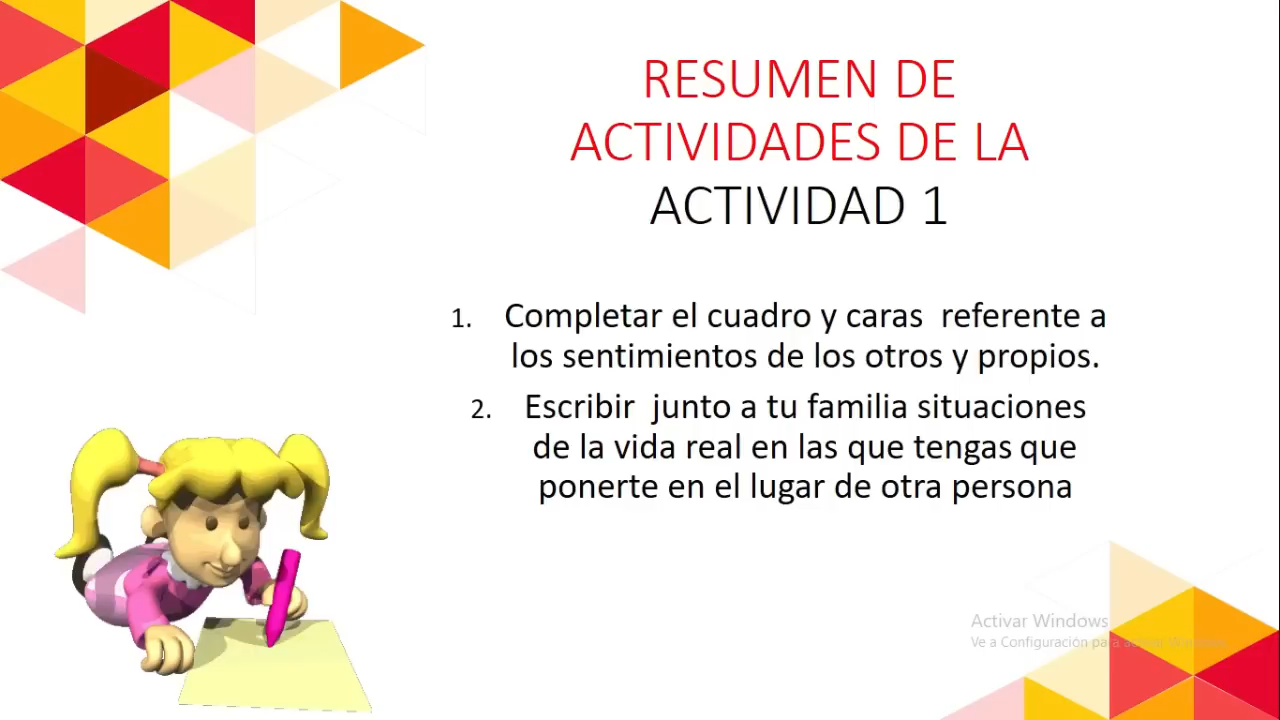 RESUMEN DE
ACTIVIDADES DE LA
ACTIVIDAD 1
1. Completar el cuadro y caras referente a
los sentimientos de los otros y propios.
2. Escribir junto a tu familia situaciones
de la vida real en las que tengas que
ponerte en el lugar de otra persona
Activar Windows
Ve a Configuración para activar Windows.